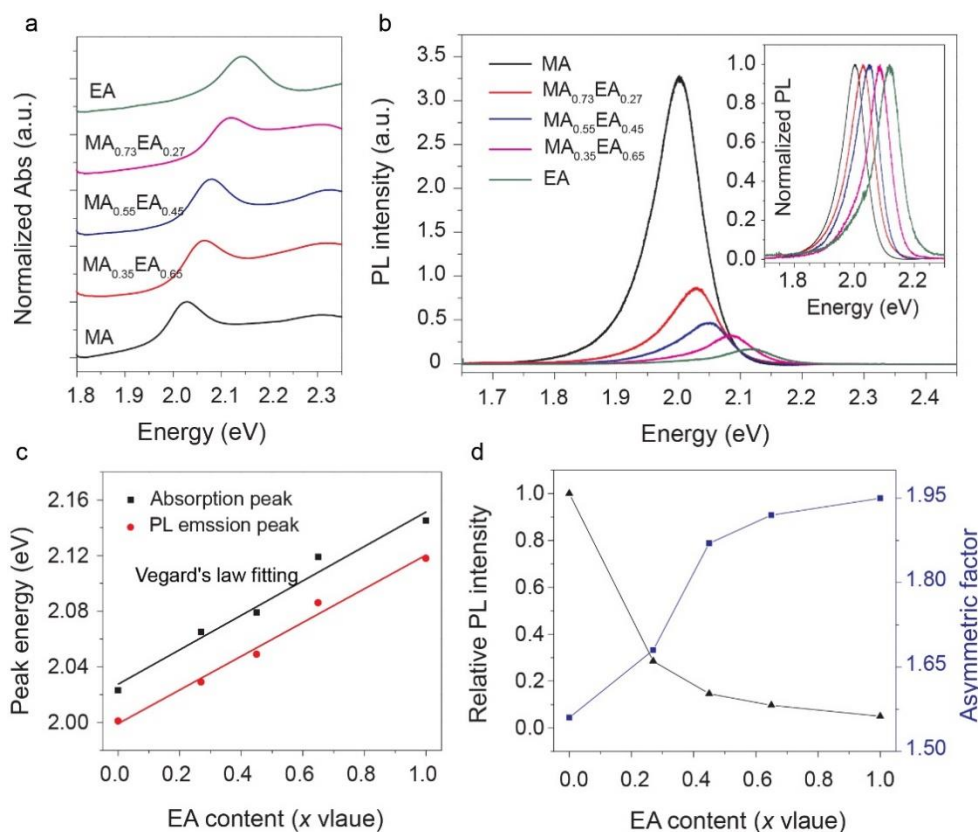 a
Normalized Abs (a.u.)
EA
MA0.73EA0.27
MA0.55EA0.45
MA0.35EA0.65
MA
1.8 1.9 2.0 2.1 2.2 2.3
Energy (eV)
b
PL intensity (a.u.)
3.5
3.0
2.5
2.0
1.5
1.0
0.5
0
MA
MA0.73EA0.27
MA0.55EA0.45
MA0.35EA0.65
EA
Normalized PL
1.0
0.8
0.6
0.4
0.2
0.0
1.8 1.9 2.0 2.1 2.2
Energy (eV)
1.7 1.8 1.9 2.0 2.1 2.2 2.3 2.4
Energy (eV)
c
Peak energy (eV)
2.16
2.12
2.08
2.04
2.00
Absorption peak
PL emssion peak
Vegard's law fitting
0.0 0.2 0.4 0.6 0.8 1.0
EA content (x vlaue)
d
Relative PL intensity
1.0
0.8
0.6
0.4
0.2
0.0
1.95
1.80
1.65
1.50
Asymmetric factor
0.0 0.2 0.4 0.6 0.8 1.0
EA content (x vlaue)